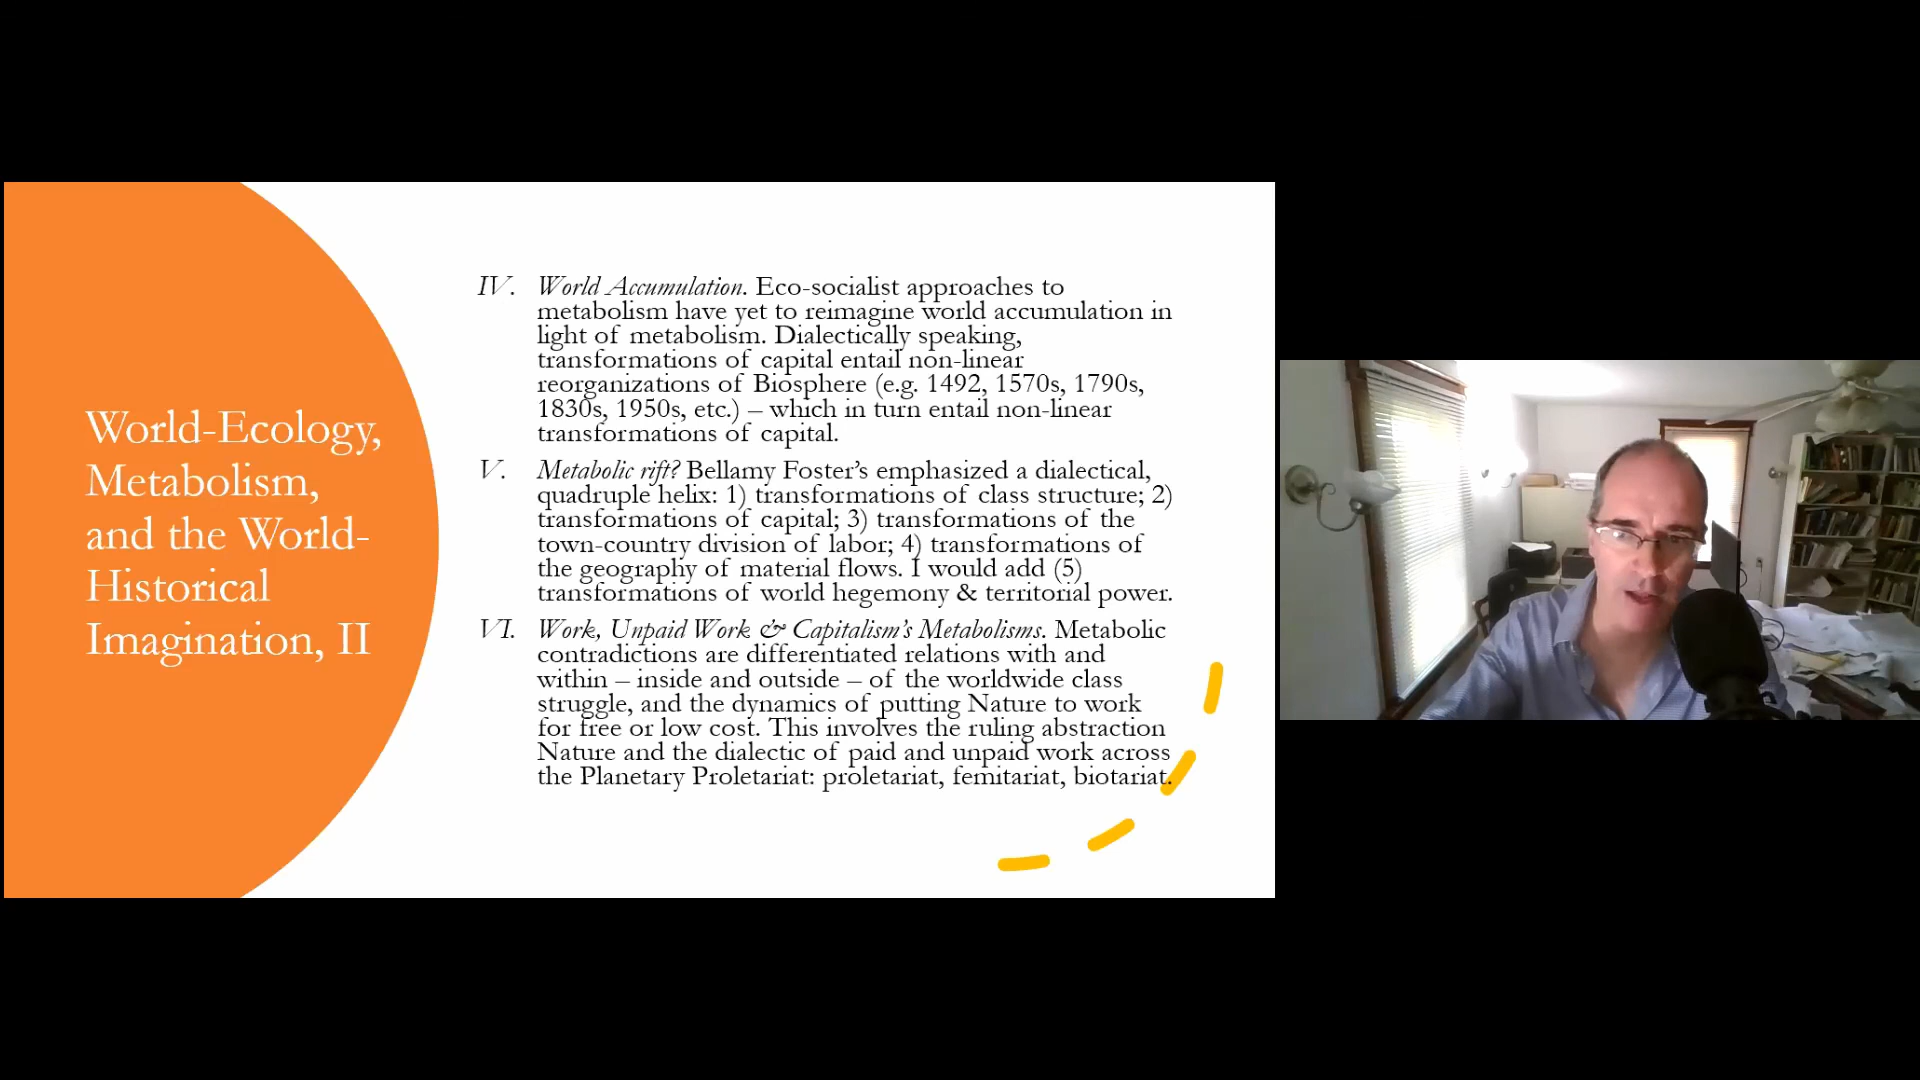 World-Ecology,
Metabolism,
and the World-
Historical
Imagination, II
IV. World Accumulation. Eco-socialist approaches to
metabolism have yet to reimagine world accumulation in
light of metabolism. Dialectically speaking,
transformations of capital entail non-linear
reorganizations of Biosphere (e.g. 1492, 1570s, 1790s,
1830s, 1950s, etc.) – which in turn entail non-linear
transformations of capital.
V. Metabolic rift? Bellamy Foster’s emphasized a dialectical,
quadruple helix: 1) transformations of class structure; 2)
transformations of capital; 3) transformations of the
town-country division of labor; 4) transformations of
the geography of material flows. I would add (5)
transformations of world hegemony & territorial power.
VI. Work, Unpaid Work & Capitalism’s Metabolisms. Metabolic
contradictions are differentiated relations with and
within – inside and outside – of the worldwide class
struggle, and the dynamics of putting Nature to work
for free or low cost. This involves the ruling abstraction
Nature and the dialectic of paid and unpaid work across
the Planetary Proletariat: proletariat, femitariat, biotariat.